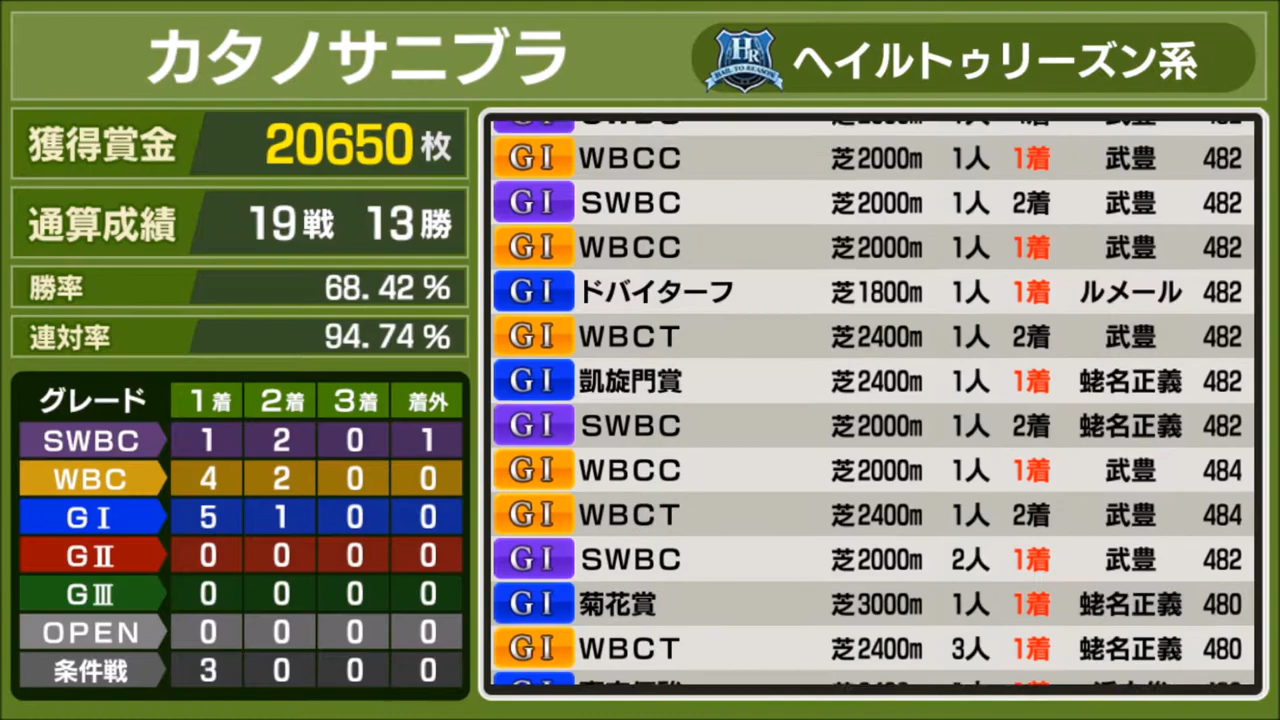 カタノサニブラ
HR
HAIL TO REASON
ヘイルトゥリーズン系
獲得賞金 20650枚
通算成績 19戦 13勝
勝率 68.42%
連対率 94.74%
グレード 1着 2着 3着 着外
SWBC 1 2 0 1
WBC 4 2 0 0
GI 5 1 0 0
GⅡ 0 0 0 0
GⅢ 0 0 0 0
OPEN 0 0 0 0
条件戦 3 0 0 0
GI WBCC 芝2000m 1人 1着 武豊 482
GI SWBC 芝2000m 1人 2着 武豊 482
GI WBCC 芝2000m 1人 1着 武豊 482
GI ドバイターフ 芝1800m 1人 1着 ルメール 482
GI WBCT 芝2400m 1人 2着 武豊 482
GI 凱旋門賞 芝2400m 1人 1着 蛯名正義 482
GI SWBC 芝2000m 1人 2着 蛯名正義 482
GI WBCC 芝2000m 1人 1着 武豊 484
GI WBCT 芝2400m 1人 2着 武豊 484
GI SWBC 芝2000m 2人 1着 武豊 482
GI 菊花賞 芝3000m 1人 1着 蛯名正義 480
GI WBCT 芝2400m 3人 1着 蛯名正義 480